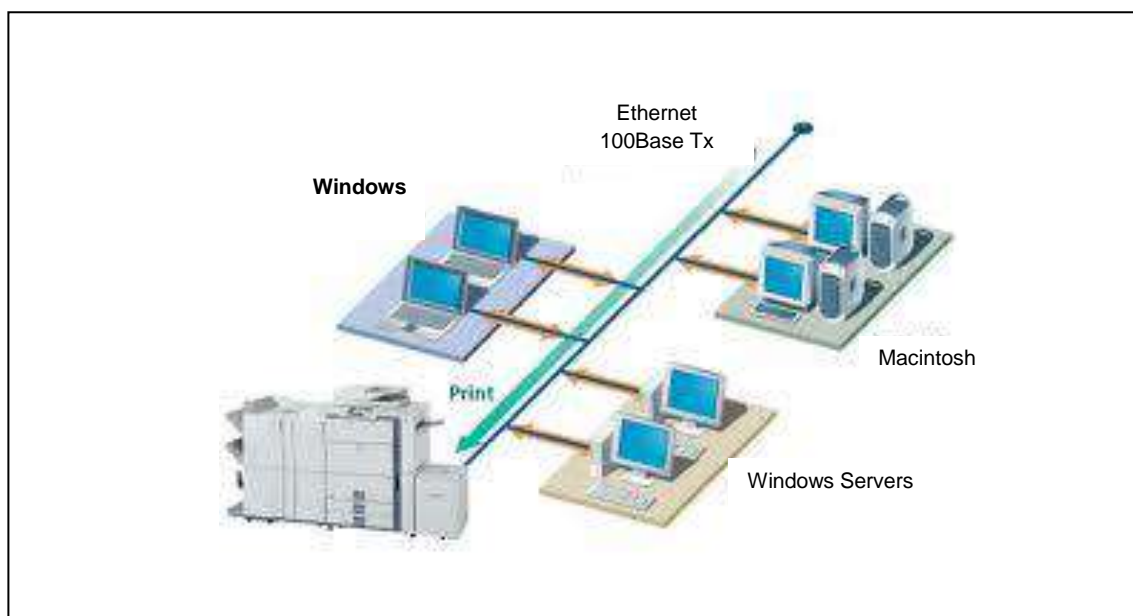 Ethernet
100Base Tx
Windows
Macintosh
Print
Windows Servers